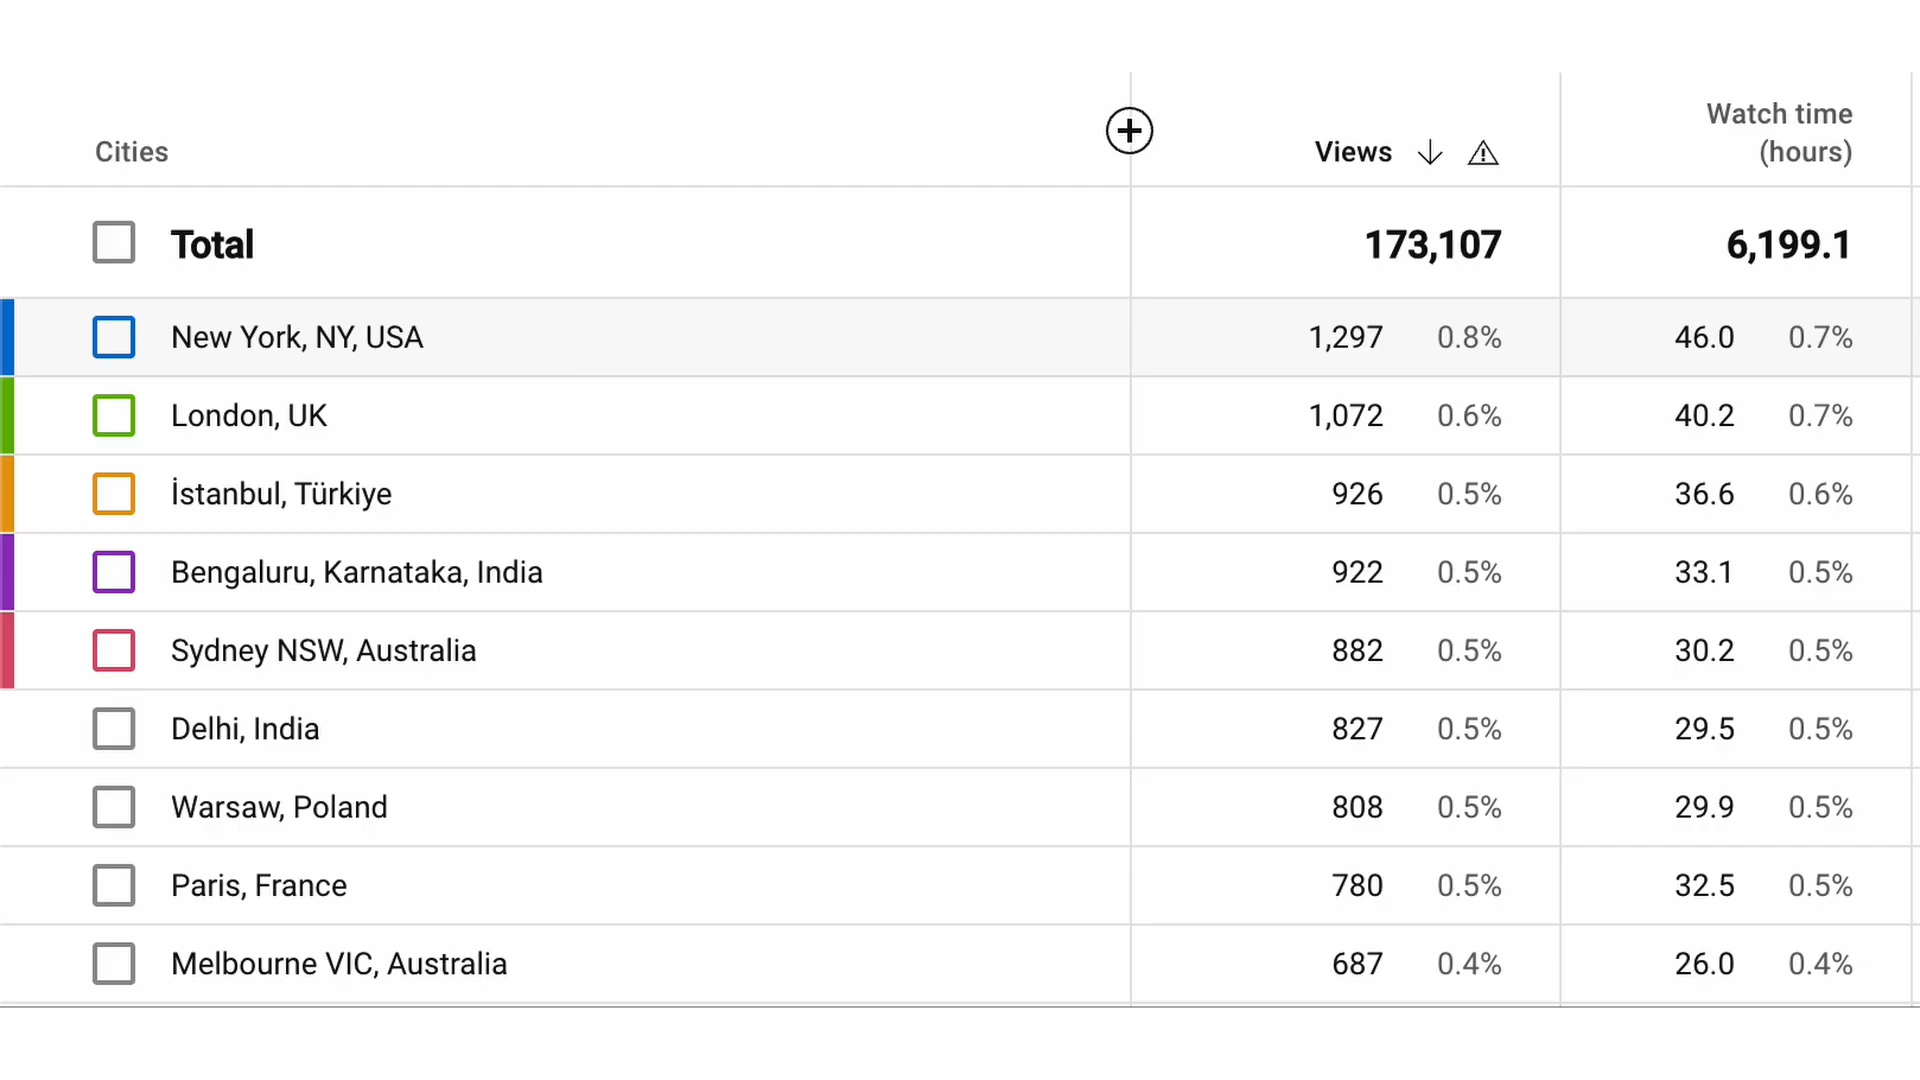 Cities Views Watch time (hours)
Total 173,107 6,199.1
New York, NY, USA 1,297 0.8% 46.0 0.7%
London, UK 1,072 0.6% 40.2 0.7%
İstanbul, Türkiye 926 0.5% 36.6 0.6%
Bengaluru, Karnataka, India 922 0.5% 33.1 0.5%
Sydney NSW, Australia 882 0.5% 30.2 0.5%
Delhi, India 827 0.5% 29.5 0.5%
Warsaw, Poland 808 0.5% 29.9 0.5%
Paris, France 780 0.5% 32.5 0.5%
Melbourne VIC, Australia 687 0.4% 26.0 0.4%